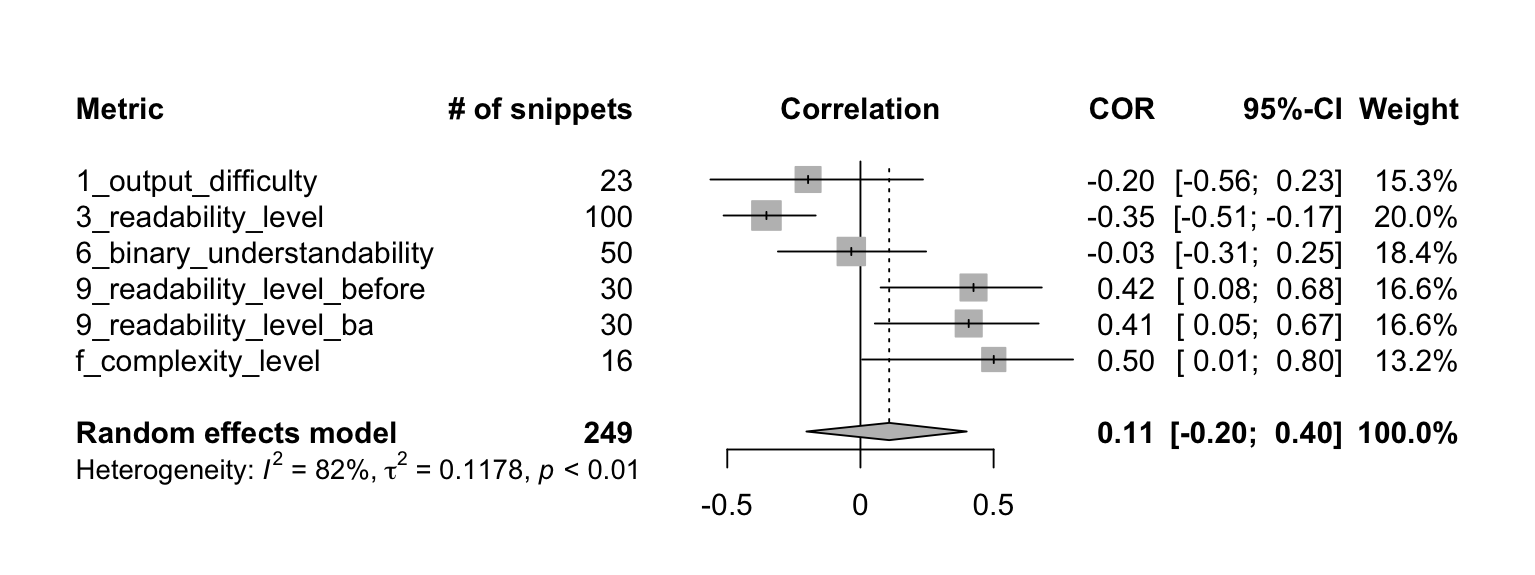 Metric # of snippets Correlation COR 95%-CI Weight
1_output_difficulty 23 -0.20 [-0.56; 0.23] 15.3%
3_readability_level 100 -0.35 [-0.51; -0.17] 20.0%
6_binary_understandability 50 -0.03 [-0.31; 0.25] 18.4%
9_readability_level_before 30 0.42 [ 0.08; 0.68] 16.6%
9_readability_level_ba 30 0.41 [ 0.05; 0.67] 16.6%
f_complexity_level 16 0.50 [ 0.01; 0.80] 13.2%
Random effects model 249 0.11 [-0.20; 0.40] 100.0%
Heterogeneity: I² = 82%, τ² = 0.1178, p < 0.01
-0.5 0 0.5